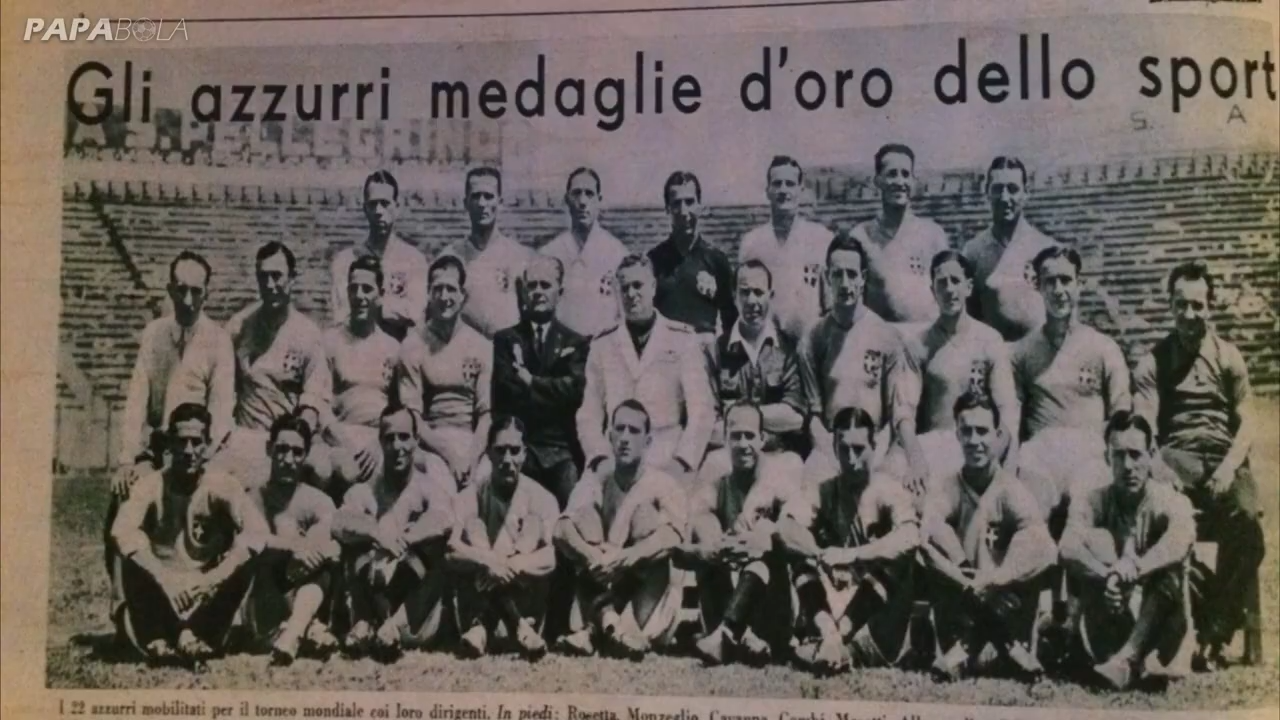 PAPABOLA
Gli azzurri medaglie d'oro dello sport
S. PELLEGRINO
S. A
I 22 azzurri mobilitati per il torneo mondiale coi loro dirigenti. In piedi: Rosetta, Monzeglio, Cavanna, Combi,